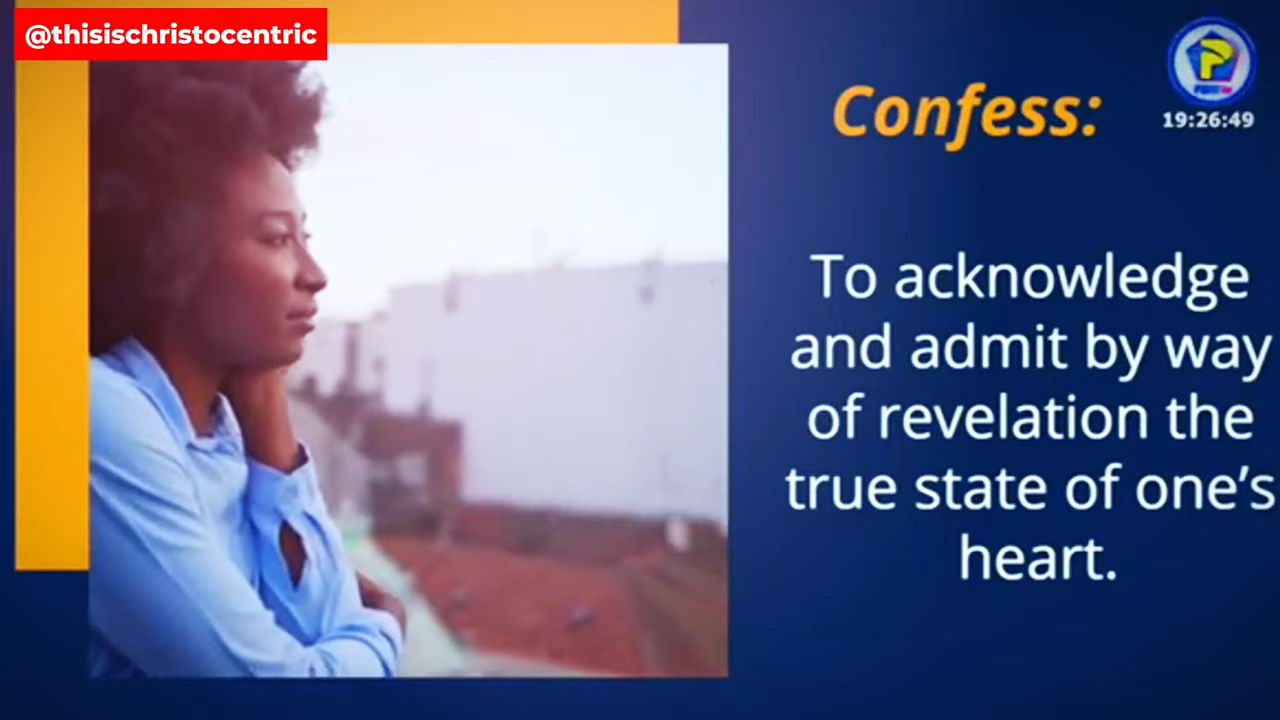 @thisischristocentric
Confess:
P
19:26:49
To acknowledge
and admit by way
of revelation the
true state of one’s
heart.